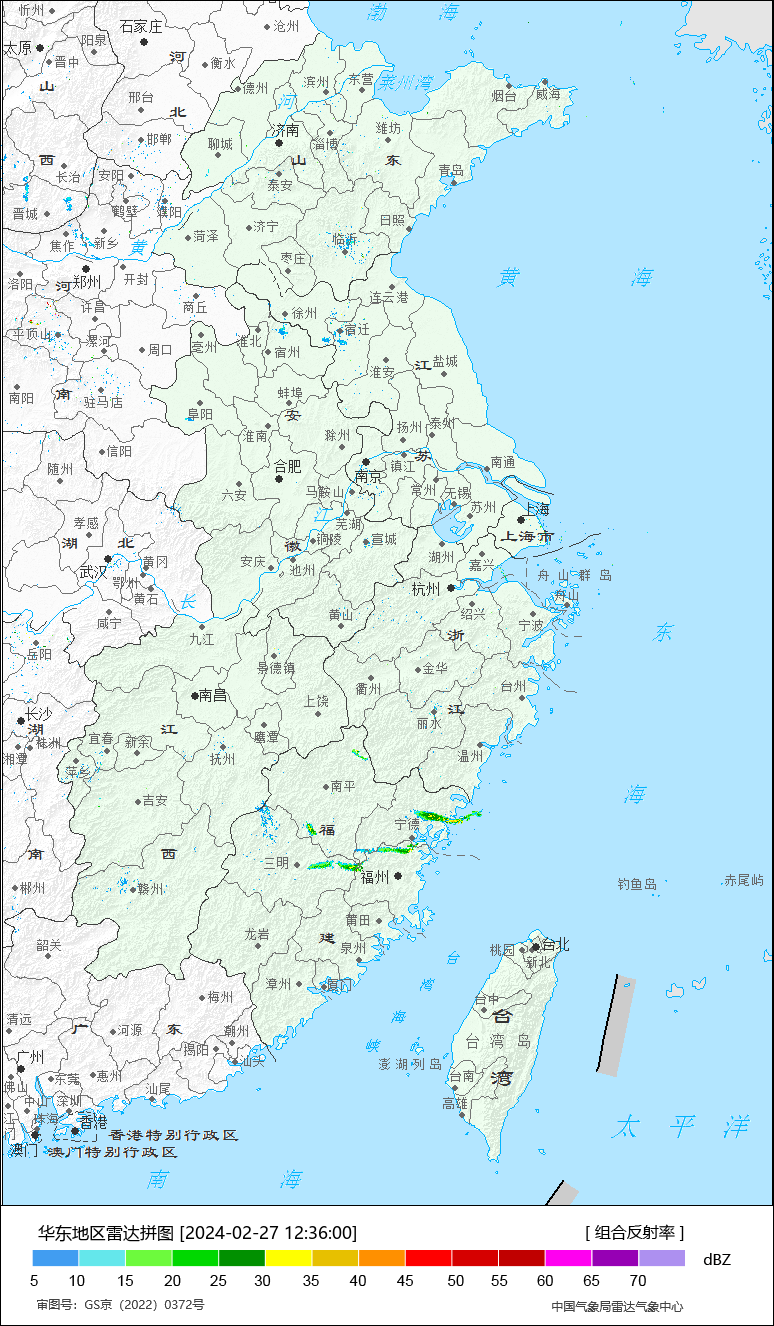 渤 海
忻州 石家庄 沧州
太原 阳泉 河
晋中 衡水 滨州 东营 莱州湾
山 德州 烟台 威海
邢台 北 河
邯郸 济南 潍坊
聊城 淄博
西 山 东
长治 安阳 泰安 青岛
晋城 鹤壁 濮阳
济宁 日照
焦作 新乡 黄 菏泽 临沂
枣庄
洛阳 河 郑州 开封 黄 海
许昌 商丘 连云港
徐州
平顶山 漯河 周口 亳州 淮北 宿迁
宿州
淮安 江 盐城
南阳 南 驻马店 蚌埠
阜阳 安
扬州 泰州
信阳 淮南 滁州
苏
随州 合肥 南京 镇江 南通
六安 马鞍山 常州 无锡
长 苏州
孝感 江 芜湖 上海
湖 北 徽 铜陵 宣城 上海市
黄冈 安庆 池州 湖州 嘉兴
武汉 鄂州 舟山群岛
黄石 长 杭州 舟山
咸宁 黄山 绍兴 宁波
九江 浙 东
岳阳 景德镇 金华
衢州 台州
南昌 上饶
长沙 江 丽水
湖 宜春 新余 鹰潭
株洲 抚州 温州
湘潭 萍乡
南平 海
吉安
宁德
南 西 福
三明
郴州 赣州 福州 钓鱼岛 赤尾屿
莆田
韶关 龙岩 建 泉州 台北
桃园 新北
台
漳州 厦门 湾
梅州 台中
清远 广 河源 东 潮州 海 台
揭阳 台湾岛
广州 峡
汕头 澎湖列岛
佛山 东莞 惠州 台南 湾
汕尾
中山 深圳 高雄
江门 珠海 香港 太平洋
香港特别行政区
澳门 澳门特别行政区
南 海
华东地区雷达拼图 [2024-02-27 12:36:00] [ 组合反射率 ]
dBZ
5 10 15 20 25 30 35 40 45 50 55 60 65 70
审图号：GS京（2022）0372号 中国气象局雷达气象中心